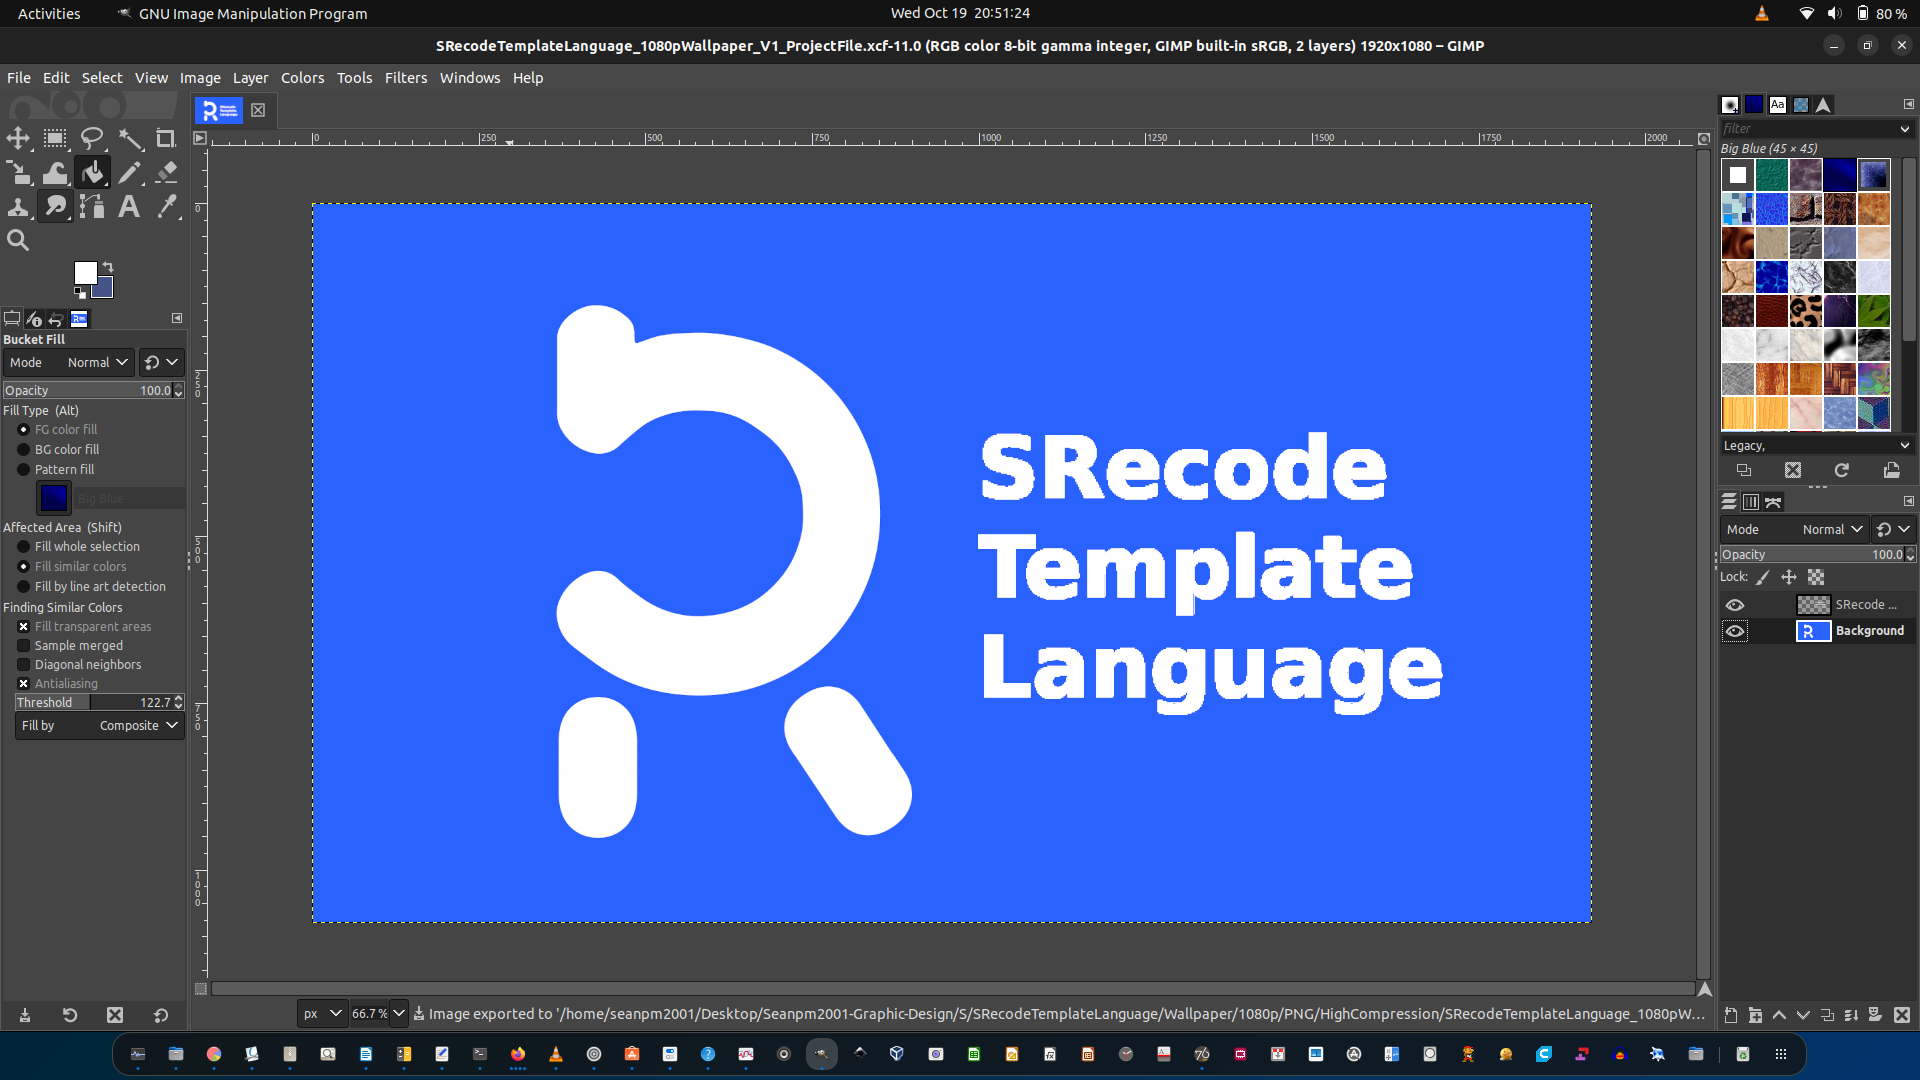 Activities
GNU Image Manipulation Program
Wed Oct 19 20:51:24
80 %
SRecodeTemplateLanguage_1080pWallpaper_V1_ProjectFile.xcf-11.0 (RGB color 8-bit gamma integer, GIMP built-in sRGB, 2 layers) 1920x1080 – GIMP
File Edit Select View Image Layer Colors Tools Filters Windows Help
0 250 500 750 1000 1250 1500 1750 2000
0
250
500
750
1000
Bucket Fill
Mode Normal
Opacity 100.0
Fill Type (Alt)
FG color fill
BG color fill
Pattern fill
Big Blue
Affected Area (Shift)
Fill whole selection
Fill similar colors
Fill by line art detection
Finding Similar Colors
Fill transparent areas
Sample merged
Diagonal neighbors
Antialiasing
Threshold 122.7
Fill by Composite
SRecode
Template
Language
Aa
filter
Big Blue (45 × 45)
Legacy,
Mode Normal
Opacity 100.0
Lock:
SRecode ...
Background
px 66.7 % Image exported to '/home/seanpm2001/Desktop/Seanpm2001-Graphic-Design/S/SRecodeTemplateLanguage/Wallpaper/1080p/PNG/HighCompression/SRecodeTemplateLanguage_1080pW...